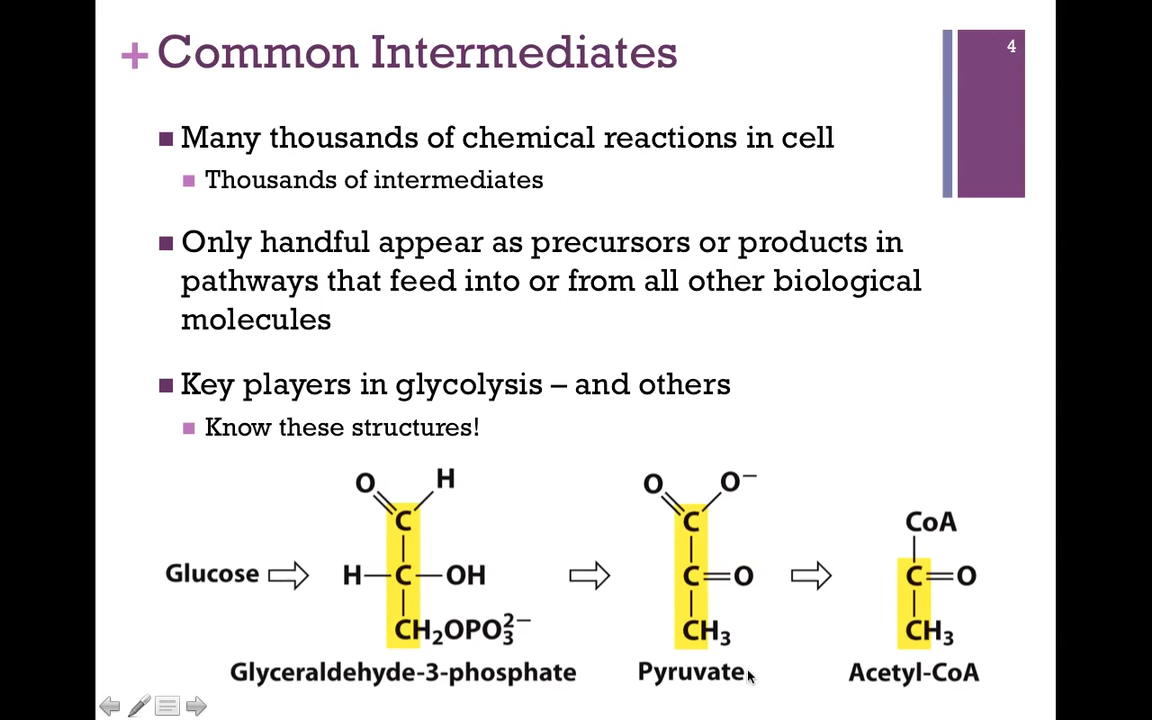 + Common Intermediates
4
Many thousands of chemical reactions in cell
Thousands of intermediates
Only handful appear as precursors or products in
pathways that feed into or from all other biological
molecules
Key players in glycolysis – and others
Know these structures!
O H O O⁻
C C CoA
Glucose H—C—OH C=O C=O
CH₂OPO₃²⁻ CH₃ CH₃
Glyceraldehyde-3-phosphate Pyruvate Acetyl-CoA